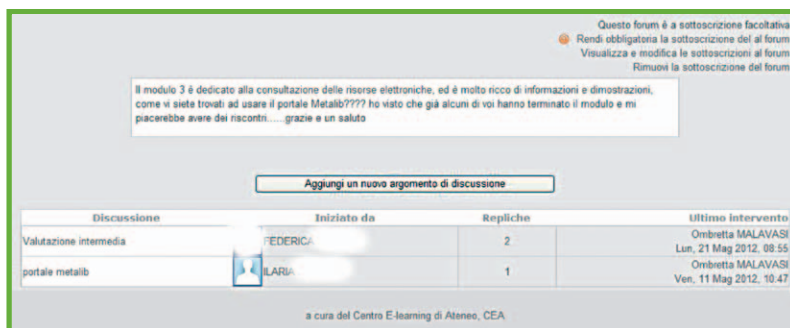 Questo forum è a sottoscrizione facoltativa
Rendi obbligatoria la sottoscrizione del al forum
Visualizza e modifica le sottoscrizioni al forum
Rimuovi la sottoscrizione del forum
Il modulo 3 è dedicato alla consultazione delle risorse elettroniche, ed è molto ricco di informazioni e dimostrazioni,
come vi siete trovati ad usare il portale Metalib???? ho visto che già alcuni di voi hanno terminato il modulo e mi
piacerebbe avere dei riscontri......grazie e un saluto
Aggiungi un nuovo argomento di discussione
Discussione Iniziato da Repliche Ultimo intervento
Valutazione intermedia FEDERICA 2 Ombretta MALAVASI
Lun, 21 Mag 2012, 08:55
portale metalib ILARIA 1 Ombretta MALAVASI
Ven, 11 Mag 2012, 10:47
a cura del Centro E-learning di Ateneo, CEA